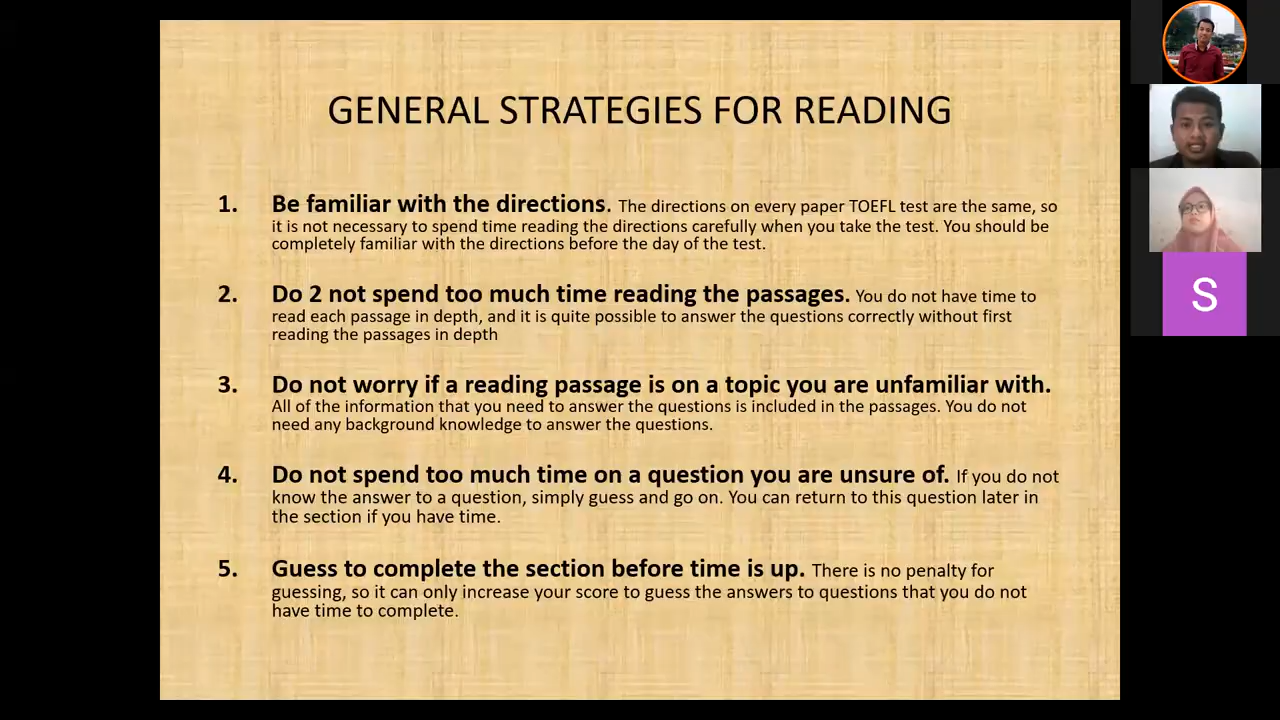 GENERAL STRATEGIES FOR READING
1. Be familiar with the directions. The directions on every paper TOEFL test are the same, so
it is not necessary to spend time reading the directions carefully when you take the test. You should be
completely familiar with the directions before the day of the test.
2. Do 2 not spend too much time reading the passages. You do not have time to
read each passage in depth, and it is quite possible to answer the questions correctly without first
reading the passages in depth
3. Do not worry if a reading passage is on a topic you are unfamiliar with.
All of the information that you need to answer the questions is included in the passages. You do not
need any background knowledge to answer the questions.
4. Do not spend too much time on a question you are unsure of. If you do not
know the answer to a question, simply guess and go on. You can return to this question later in
the section if you have time.
5. Guess to complete the section before time is up. There is no penalty for
guessing, so it can only increase your score to guess the answers to questions that you do not
have time to complete.
S